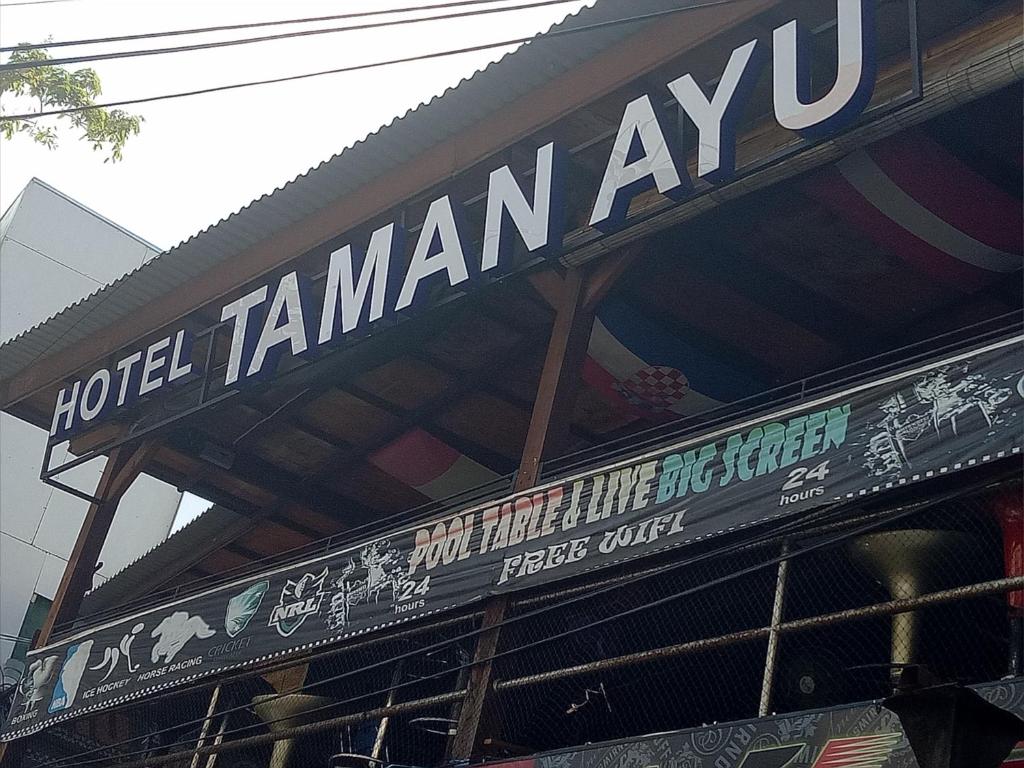 HOTEL TAMAN AYU
POOL TABLE & LIVE BIG SCREEN
24 hours
FREE WIFI
24 hours
BOXING
NBA
ICE HOCKEY
HORSE RACING
CRICKET
NRL